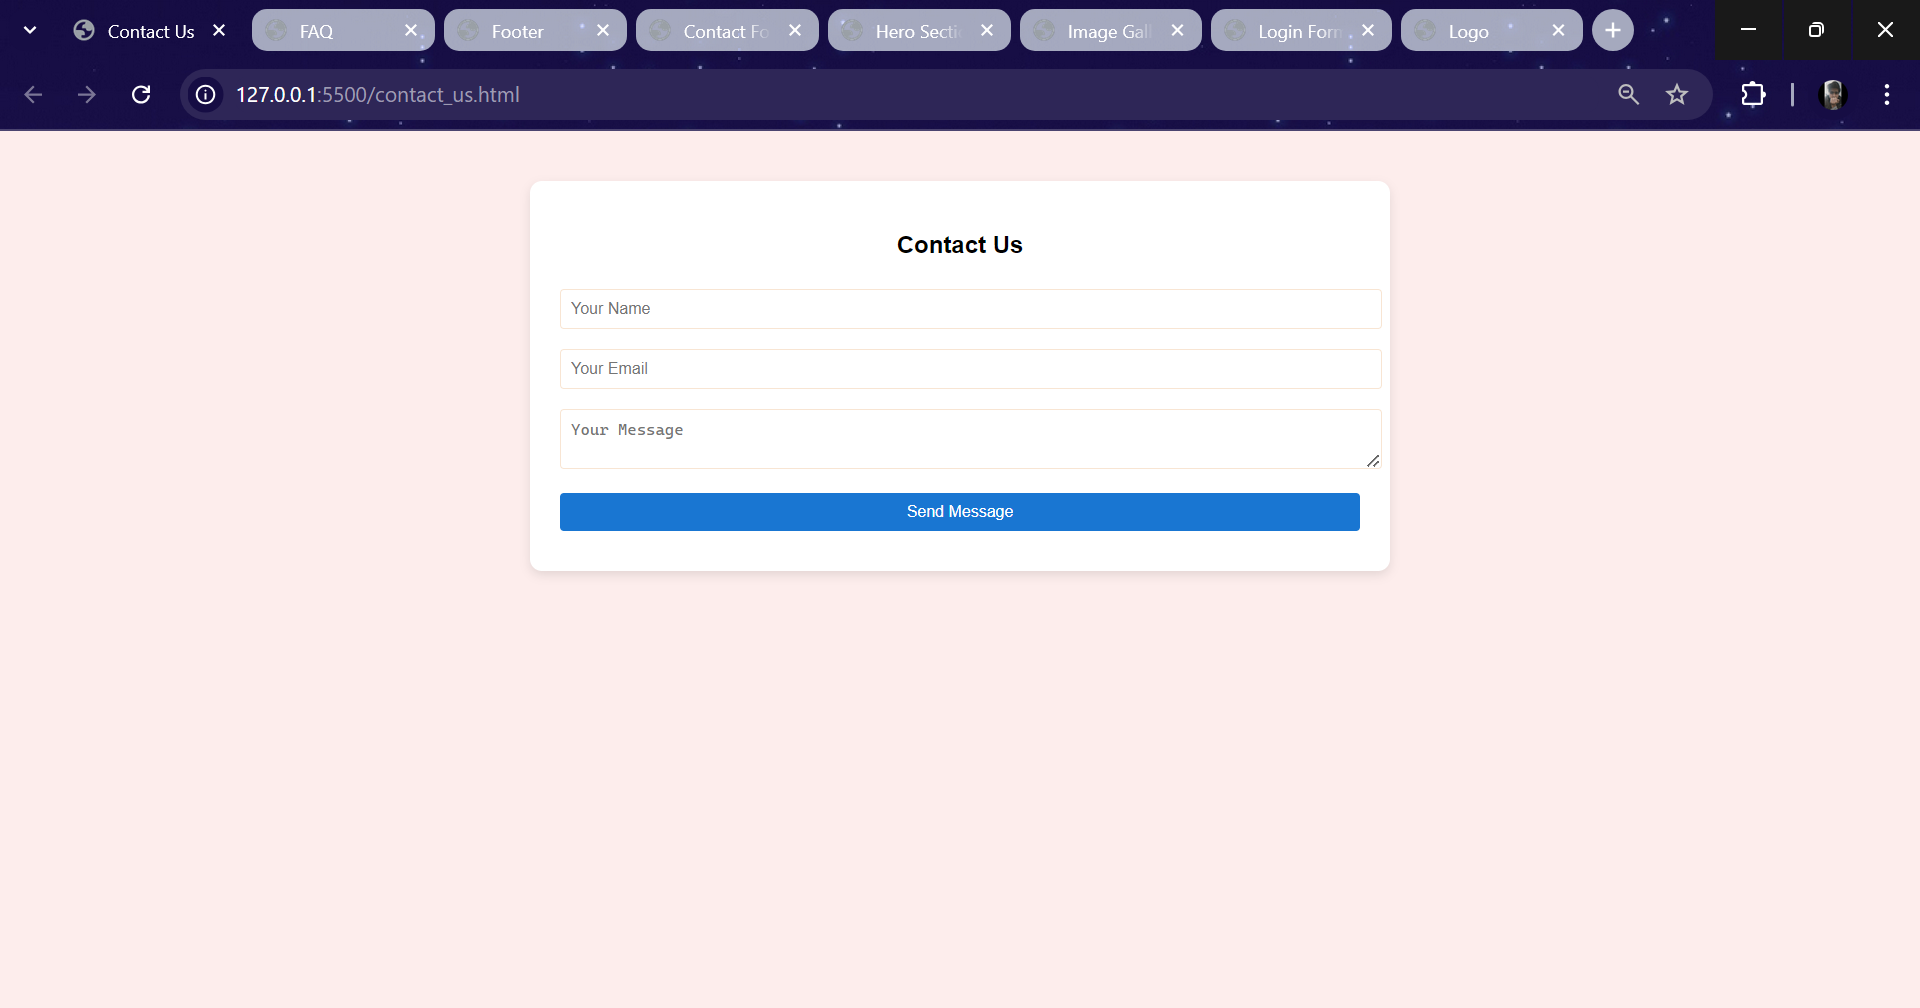 Contact Us
FAQ
Footer
Contact Fo
Hero Secti
Image Gal
Login Form
Logo
127.0.0.1:5500/contact_us.html
Contact Us
Your Name
Your Email
Your Message
Send Message